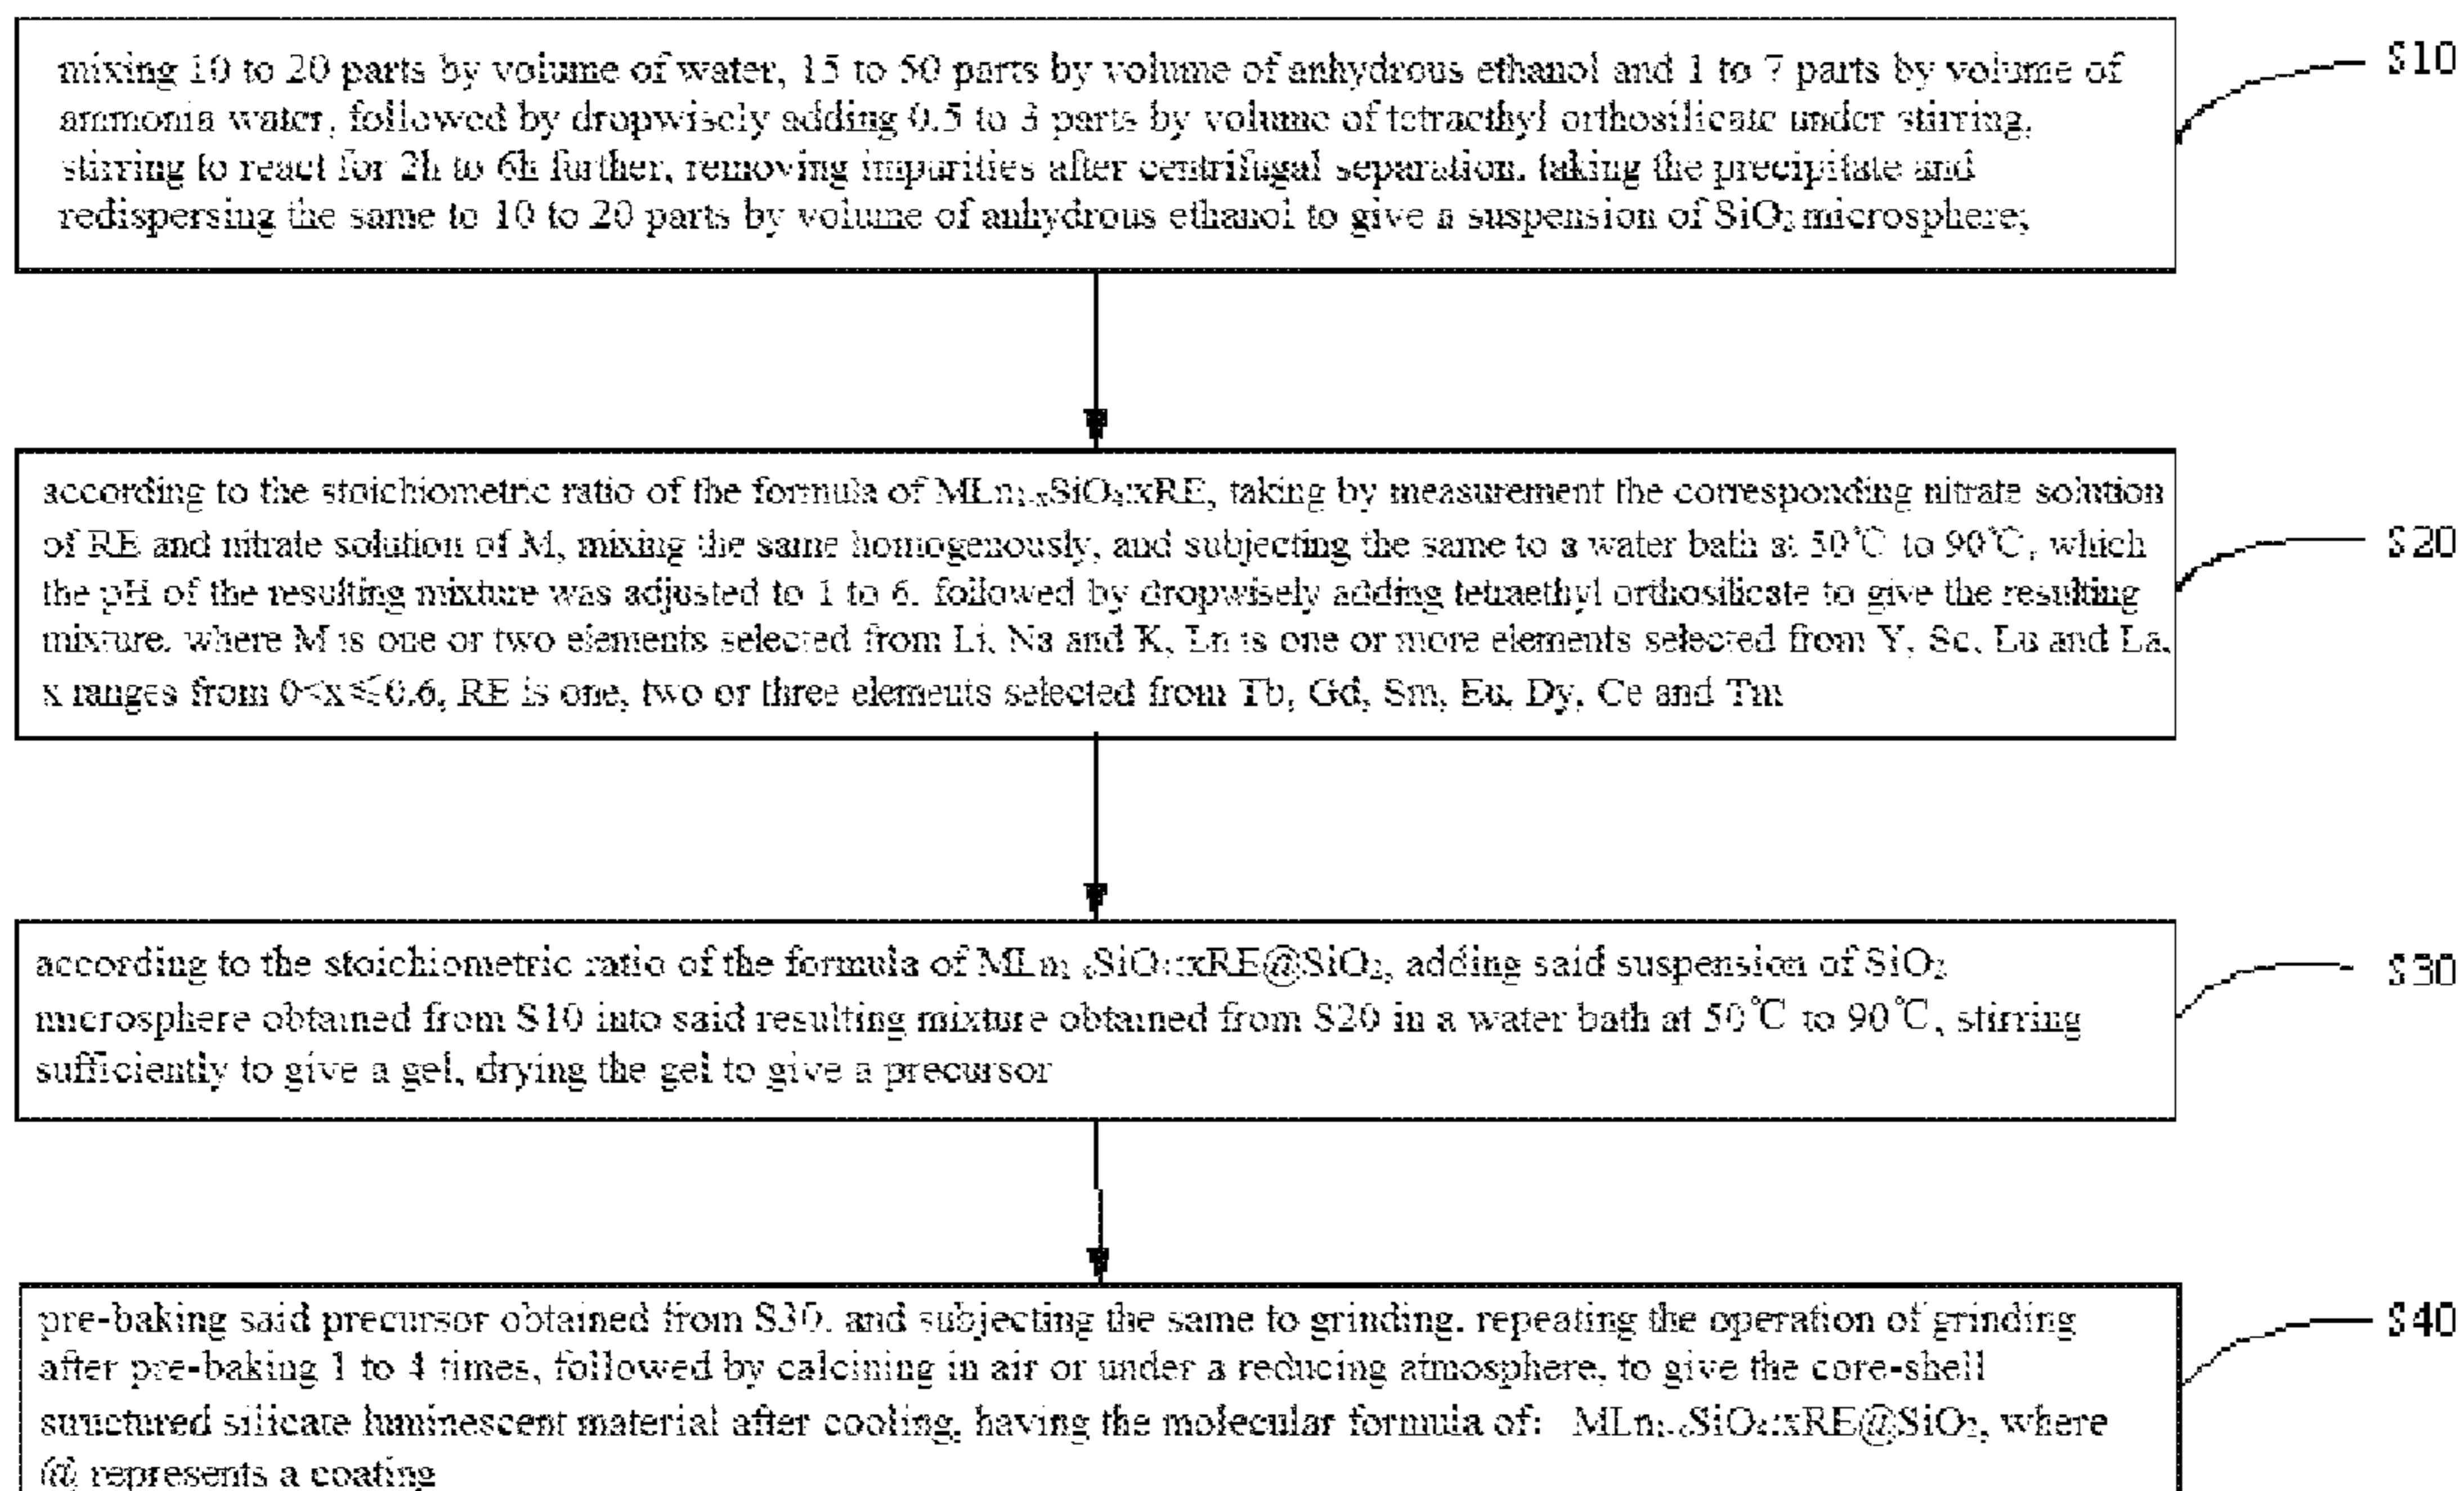 mixing 10 to 20 parts by volume of water, 15 to 50 parts by volume of anhydrous ethanol and 1 to 7 parts by volume of
ammonia water, followed by dropwisely adding 0.5 to 3 parts by volume of tetraethyl orthosilicate under stirring,
stirring to react for 2h to 6h further, removing impurities after centrifugal separation, taking the precipitate and
redispersing the same to 10 to 20 parts by volume of anhydrous ethanol to give a suspension of SiO₂ microsphere;
S10
according to the stoichiometric ratio of the formula of MLn₁₋ₓSiO₄:xRE, taking by measurement the corresponding nitrate solution
of RE and nitrate solution of M, mixing the same homogenously, and subjecting the same to a water bath at 50℃ to 90℃, which
the pH of the resulting mixture was adjusted to 1 to 6, followed by dropwisely adding tetraethyl orthosilicate to give the resulting
mixture, where M is one or two elements selected from Li, Na and K, Ln is one or more elements selected from Y, Sc, Lu and La,
x ranges from 0<x≤0.6, RE is one, two or three elements selected from Tb, Gd, Sm, Eu, Dy, Ce and Tm
S20
according to the stoichiometric ratio of the formula of MLn₁₋ₓSiO₄:xRE@SiO₂, adding said suspension of SiO₂
microsphere obtained from S10 into said resulting mixture obtained from S20 in a water bath at 50℃ to 90℃, stirring
sufficiently to give a gel, drying the gel to give a precursor
S30
pre-baking said precursor obtained from S30, and subjecting the same to grinding, repeating the operation of grinding
after pre-baking 1 to 4 times, followed by calcining in air or under a reducing atmosphere, to give the core-shell
structured silicate luminescent material after cooling, having the molecular formula of: MLn₁₋ₓSiO₄:xRE@SiO₂, where
@ represents a coating
S40